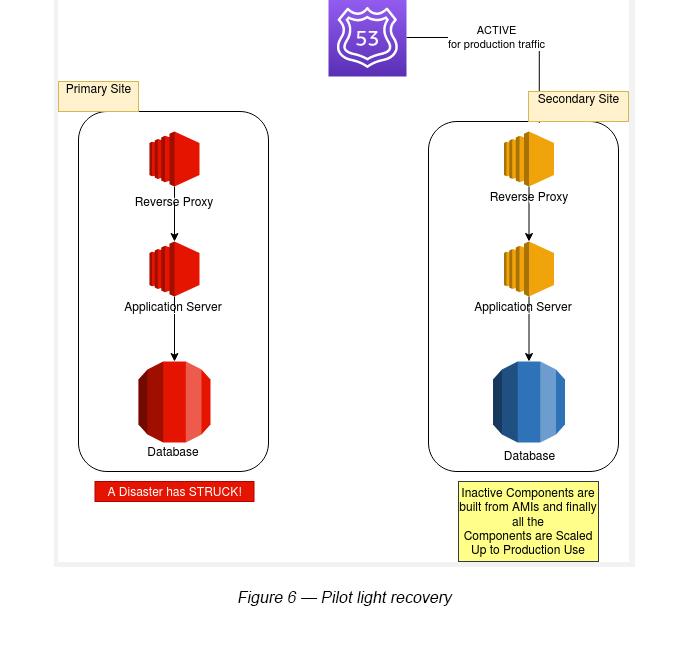 53
ACTIVE
for production traffic
Primary Site
Secondary Site
Reverse Proxy
Reverse Proxy
Application Server
Application Server
Database
Database
A Disaster has STRUCK!
Inactive Components are
built from AMIs and finally
all the
Components are Scaled
Up to Production Use
Figure 6 — Pilot light recovery